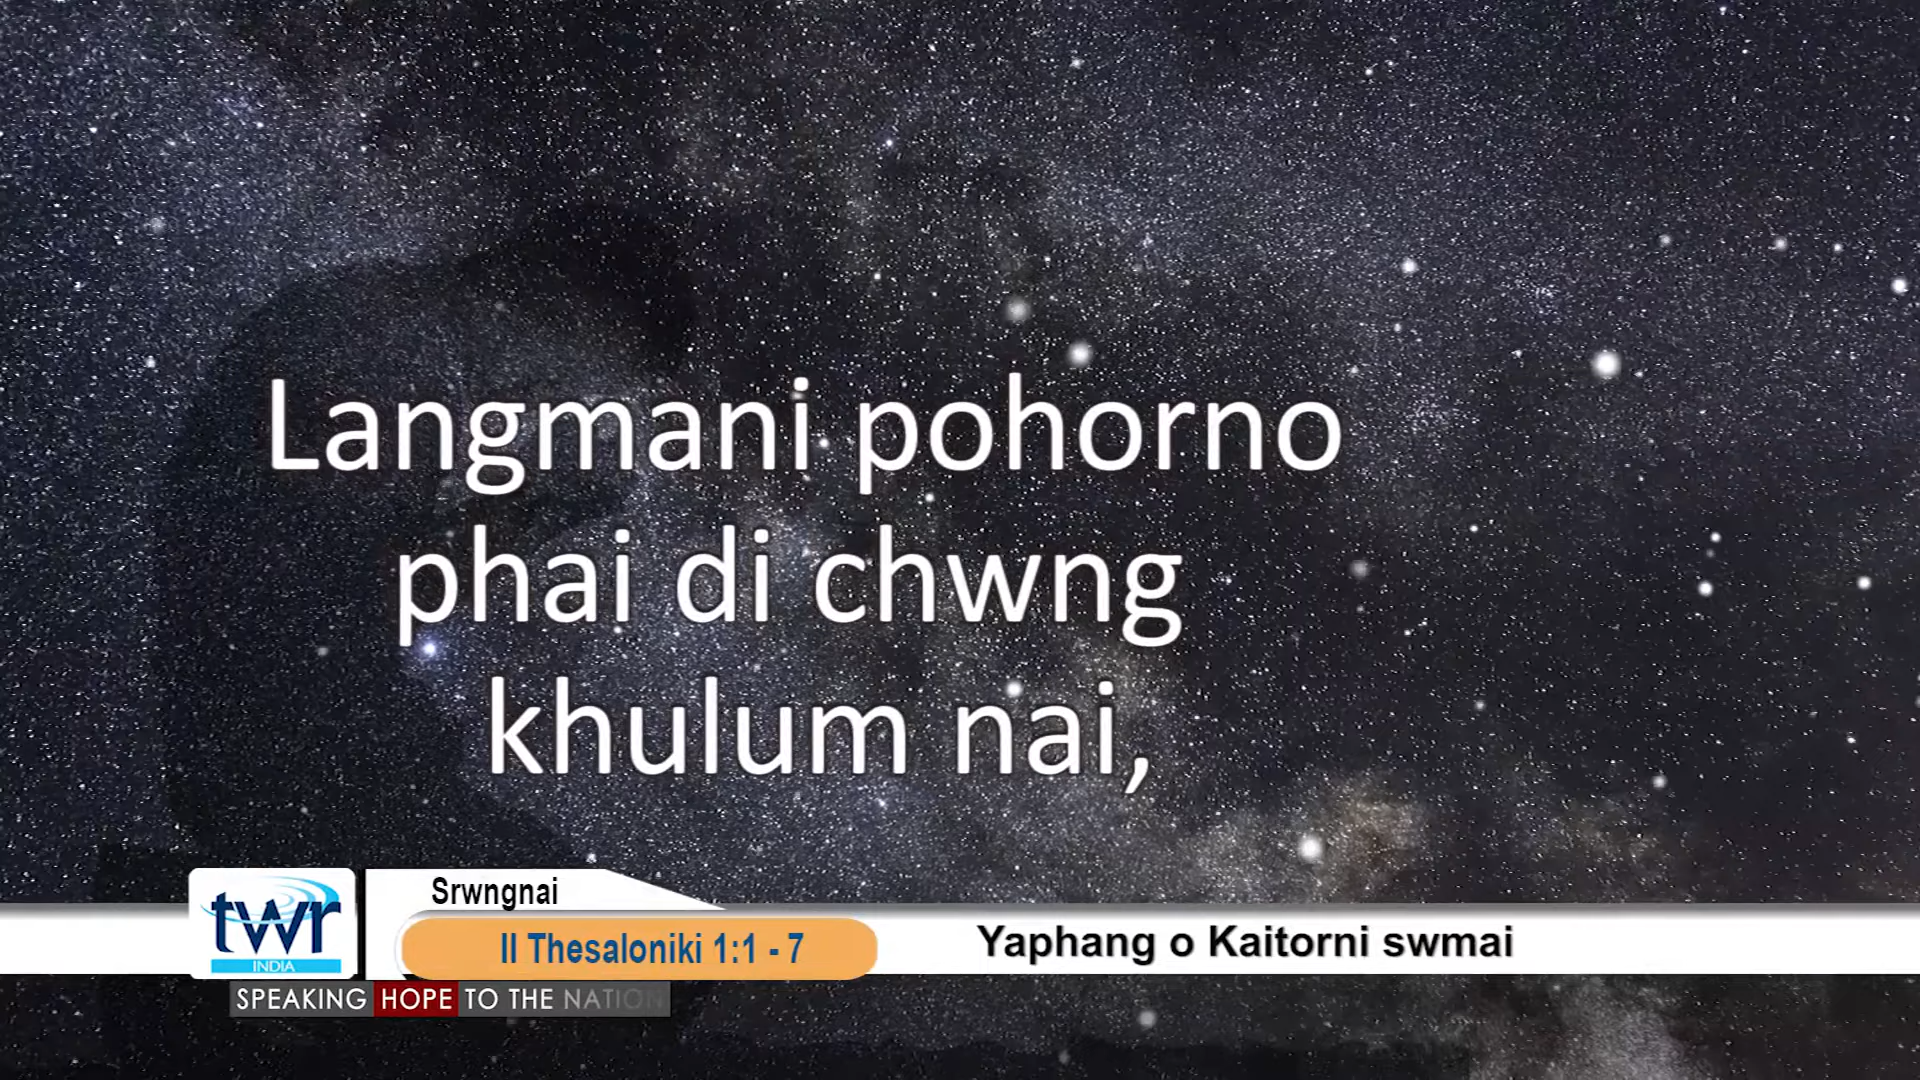 Langmani pohorno
phai di chwng
khulum nai,
Srwngnai
twr
INDIA
II Thesaloniki 1:1 - 7
Yaphang o Kaitorni swmai
SPEAKING HOPE TO THE NATION